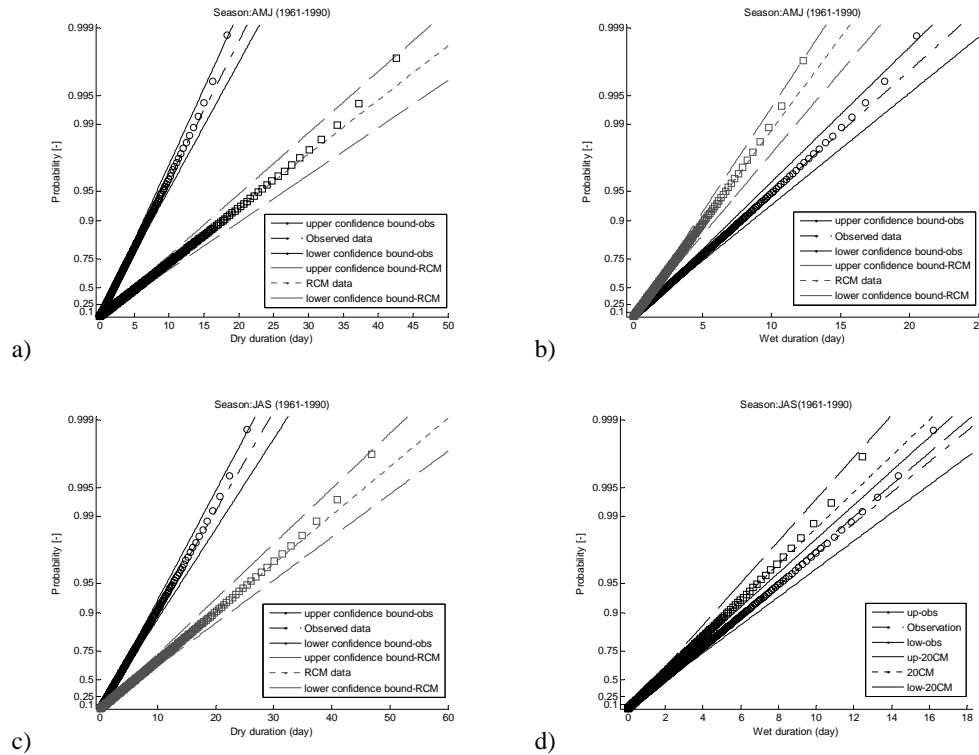 Season:AMJ (1961-1990)
0.999
0.995
0.99
0.95
0.9
0.75
0.5
0.25
0.1
Probability [-]
upper confidence bound-obs
Observed data
lower confidence bound-obs
upper confidence bound-RCM
RCM data
lower confidence bound-RCM
0 5 10 15 20 25 30 35 40 45 50
Dry duration (day)
a)
Season:AMJ (1961-1990)
0.999
0.995
0.99
0.95
0.9
0.75
0.5
0.25
0.1
Probability [-]
upper confidence bound-obs
Observed data
lower confidence bound-obs
upper confidence bound-RCM
RCM data
lower confidence bound-RCM
0 5 10 15 20
Wet duration (day)
b)
Season:JAS (1961-1990)
0.999
0.995
0.99
0.95
0.9
0.75
0.5
0.25
0.1
Probability [-]
upper confidence bound-obs
Observed data
lower confidence bound-obs
upper confidence bound-RCM
RCM data
lower confidence bound-RCM
0 10 20 30 40 50 60
Dry duration (day)
c)
Season:JAS(1961-1990)
0.999
0.995
0.99
0.95
0.9
0.75
0.5
0.25
0.1
Probability [-]
up-obs
Observation
low-obs
up-20CM
20CM
low-20CM
0 2 4 6 8 10 12 14 16 18
Wet duration (day)
d)